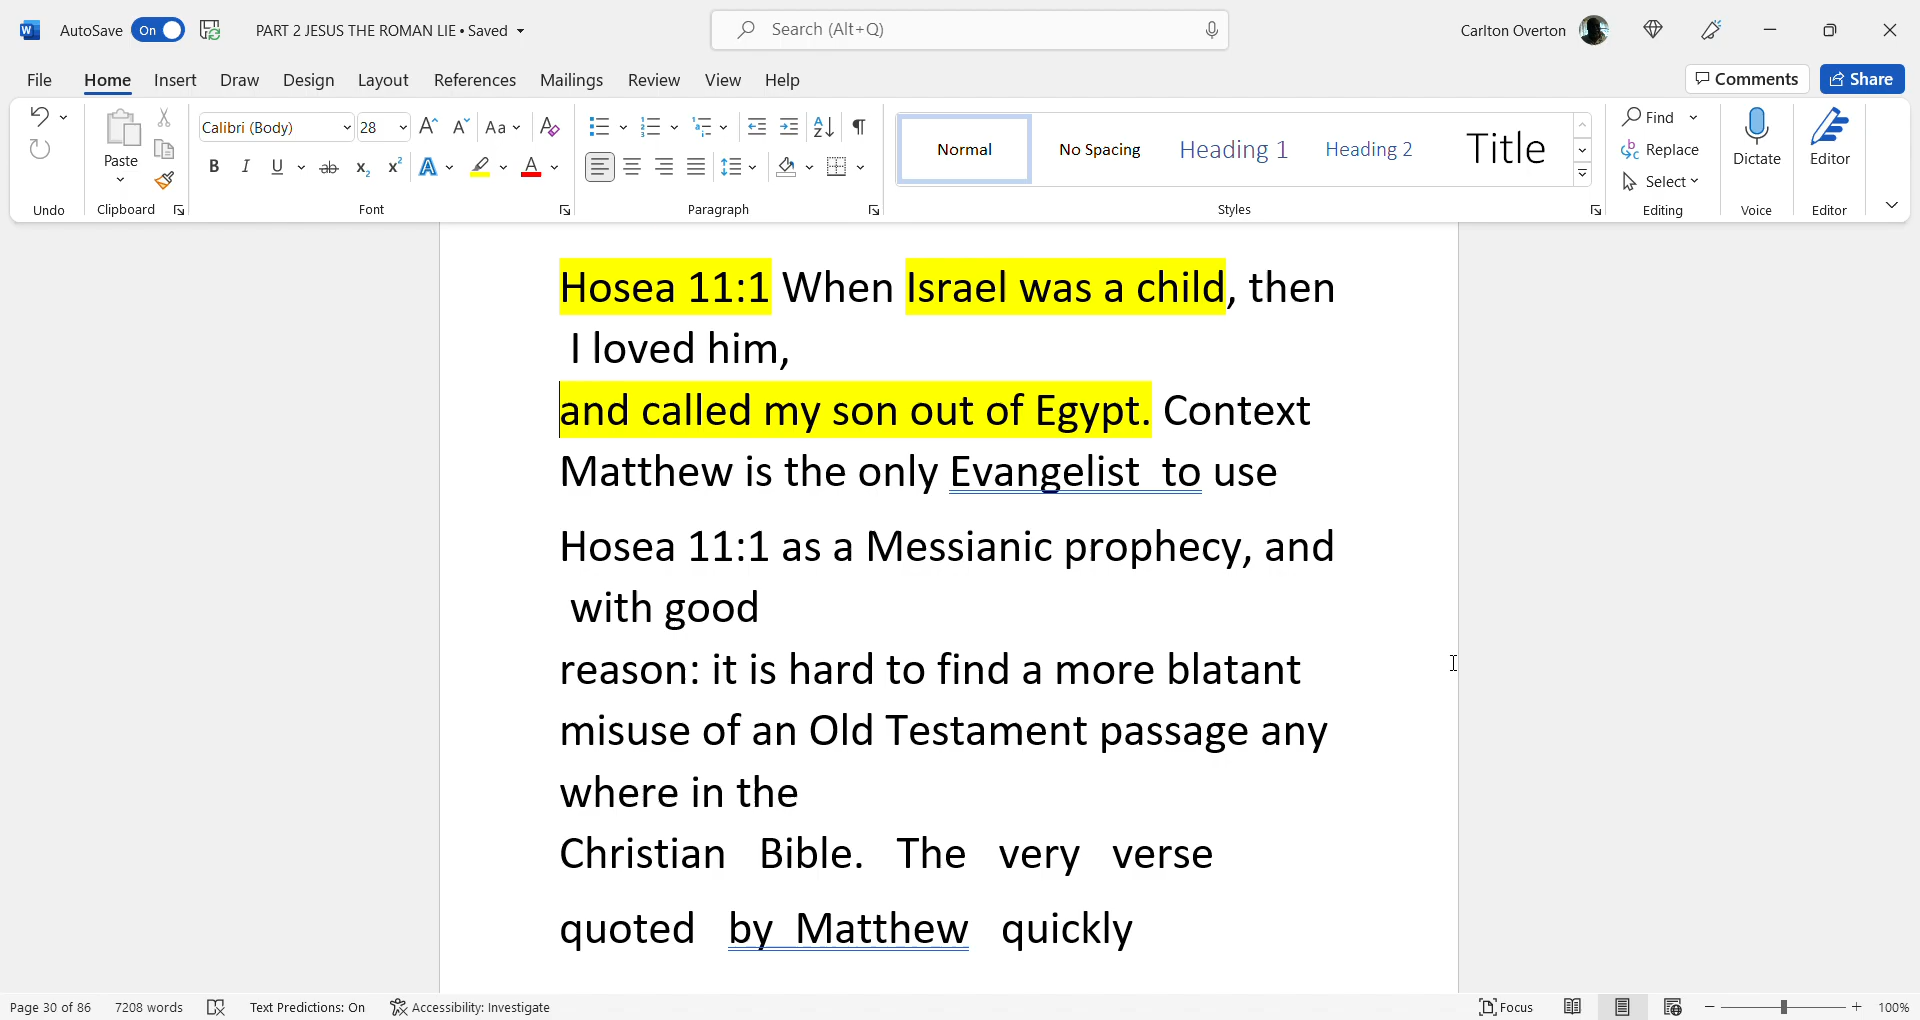 AutoSave On PART 2 JESUS THE ROMAN LIE • Saved Search (Alt+Q) Carlton Overton
File Home Insert Draw Design Layout References Mailings Review View Help Comments Share
Paste Calibri (Body) 28 Aa Normal No Spacing Heading 1 Heading 2 Title Find Replace Select Dictate Editor
Undo Clipboard Font Paragraph Styles Editing Voice Editor
Hosea 11:1 When Israel was a child, then
I loved him,
and called my son out of Egypt. Context
Matthew is the only Evangelist to use
Hosea 11:1 as a Messianic prophecy, and
with good
reason: it is hard to find a more blatant
misuse of an Old Testament passage any
where in the
Christian Bible. The very verse
quoted by Matthew quickly
Page 30 of 86 7208 words Text Predictions: On Accessibility: Investigate Focus 100%